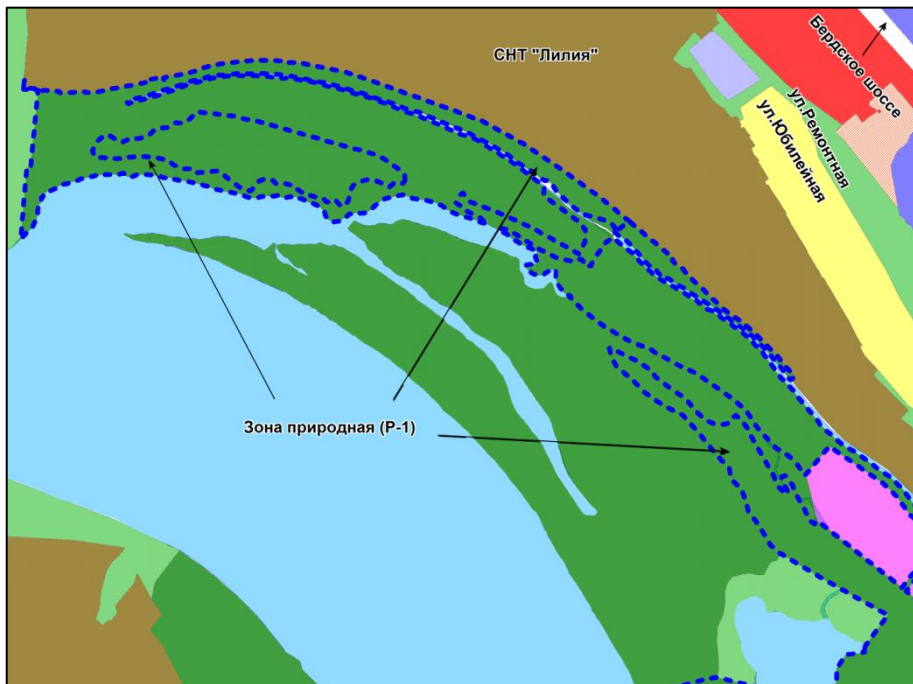 СНТ "Лилия"
Бердское шоссе
ул.Ремонтная
ул.Юбилейная
Зона природная (Р-1)